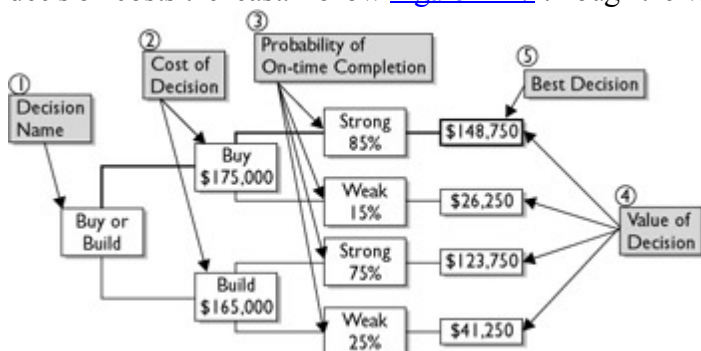 ①
Decision
Name
②
Cost of
Decision
③
Probability of
On-time Completion
⑤
Best Decision
④
Value of
Decision
Buy or
Build
Buy
$175,000
Build
$165,000
Strong
85%
Weak
15%
Strong
75%
Weak
25%
$148,750
$26,250
$123,750
$41,250